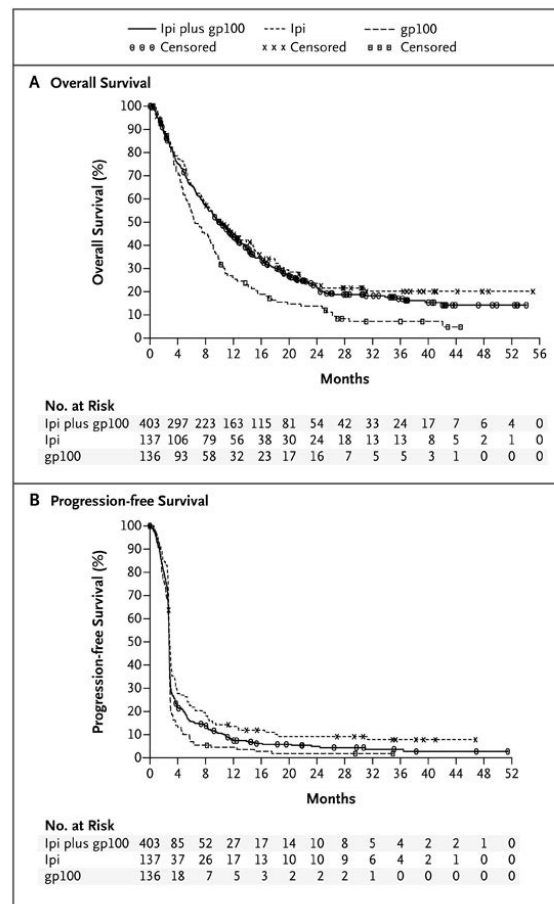 Ipi plus gp100 Ipi gp100
Censored Censored Censored
A Overall Survival
100
90
80
70
60
50
40
30
20
10
0
Overall Survival (%)
0 4 8 12 16 20 24 28 32 36 40 44 48 52 56
Months
No. at Risk
Ipi plus gp100 403 297 223 163 115 81 54 42 33 24 17 7 6 4 0
Ipi 137 106 79 56 38 30 24 18 13 13 8 5 2 1 0
gp100 136 93 58 32 23 17 16 7 5 5 3 1 0 0 0
B Progression-free Survival
100
90
80
70
60
50
40
30
20
10
0
Progression-free Survival (%)
0 4 8 12 16 20 24 28 32 36 40 44 48 52
Months
No. at Risk
Ipi plus gp100 403 85 52 27 17 14 10 8 5 4 2 2 1 0
Ipi 137 37 26 17 13 10 10 9 6 4 2 1 0 0
gp100 136 18 7 5 3 2 2 2 1 0 0 0 0 0